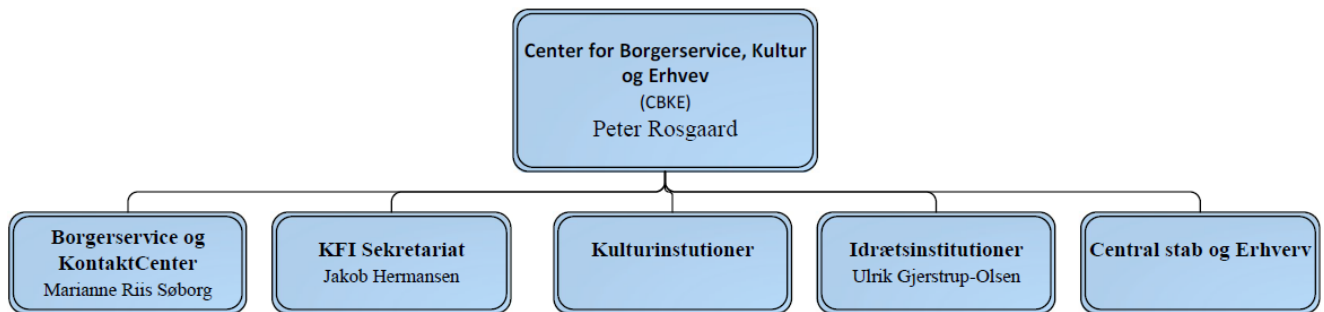 Center for Borgerservice, Kultur
og Erhvev
(CBKE)
Peter Rosgaard
Borgerservice og
KontaktCenter
Marianne Riis Søborg
KFI Sekretariat
Jakob Hermansen
Kulturinstutioner
Idrætsinstitutioner
Ulrik Gjerstrup-Olsen
Central stab og Erhverv